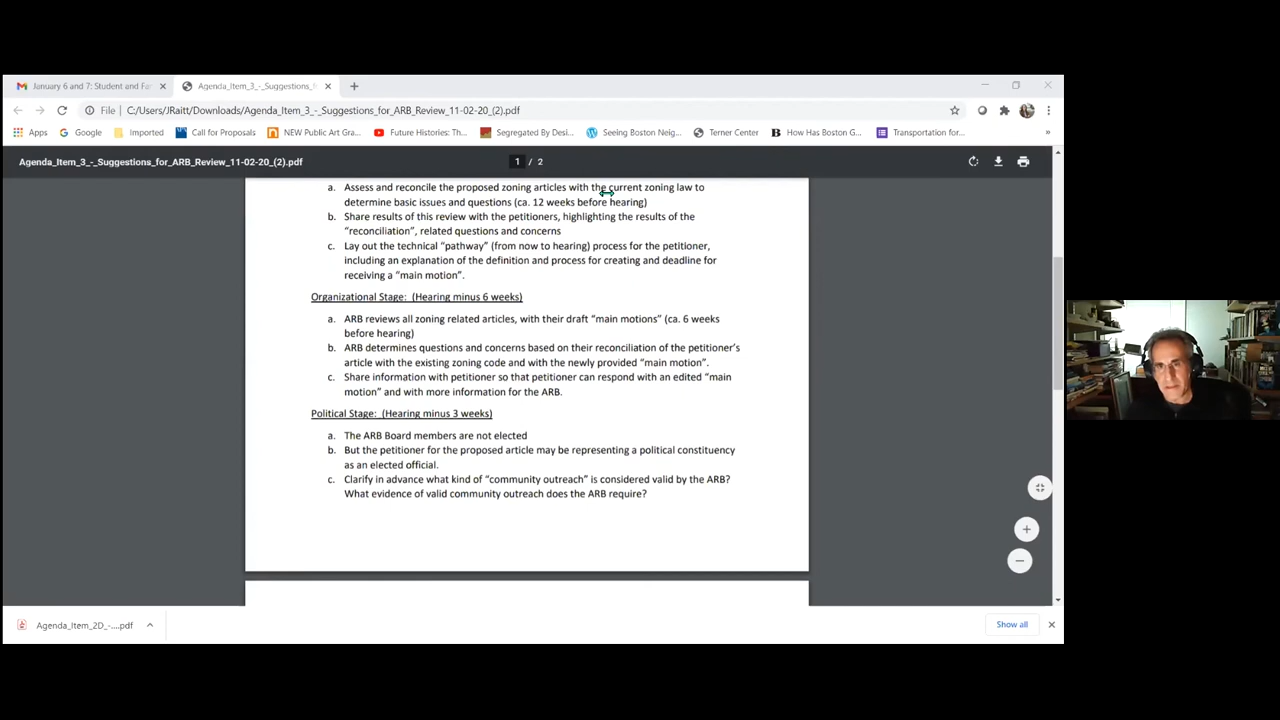 January 6 and 7: Student and Fa
Agenda_Item_3_-_Suggestions_f
File | C:/Users/JRaitt/Downloads/Agenda_Item_3_-_Suggestions_for_ARB_Review_11-02-20_(2).pdf
Apps Google Imported Call for Proposals NEW Public Art Gra... Future Histories: Th... Segregated By Desi... Seeing Boston Neig... Terner Center How Has Boston G... Transportation for...
Agenda_Item_3_-_Suggestions_for_ARB_Review_11-02-20_(2).pdf 1 / 2
a. Assess and reconcile the proposed zoning articles with the current zoning law to
determine basic issues and questions (ca. 12 weeks before hearing)
b. Share results of this review with the petitioners, highlighting the results of the
“reconciliation”, related questions and concerns
c. Lay out the technical “pathway” (from now to hearing) process for the petitioner,
including an explanation of the definition and process for creating and deadline for
receiving a “main motion”.
Organizational Stage: (Hearing minus 6 weeks)
a. ARB reviews all zoning related articles, with their draft “main motions” (ca. 6 weeks
before hearing)
b. ARB determines questions and concerns based on their reconciliation of the petitioner’s
article with the existing zoning code and with the newly provided “main motion”.
c. Share information with petitioner so that petitioner can respond with an edited “main
motion” and with more information for the ARB.
Political Stage: (Hearing minus 3 weeks)
a. The ARB Board members are not elected
b. But the petitioner for the proposed article may be representing a political constituency
as an elected official.
c. Clarify in advance what kind of “community outreach” is considered valid by the ARB?
What evidence of valid community outreach does the ARB require?
Agenda_Item_2D_-....pdf
Show all